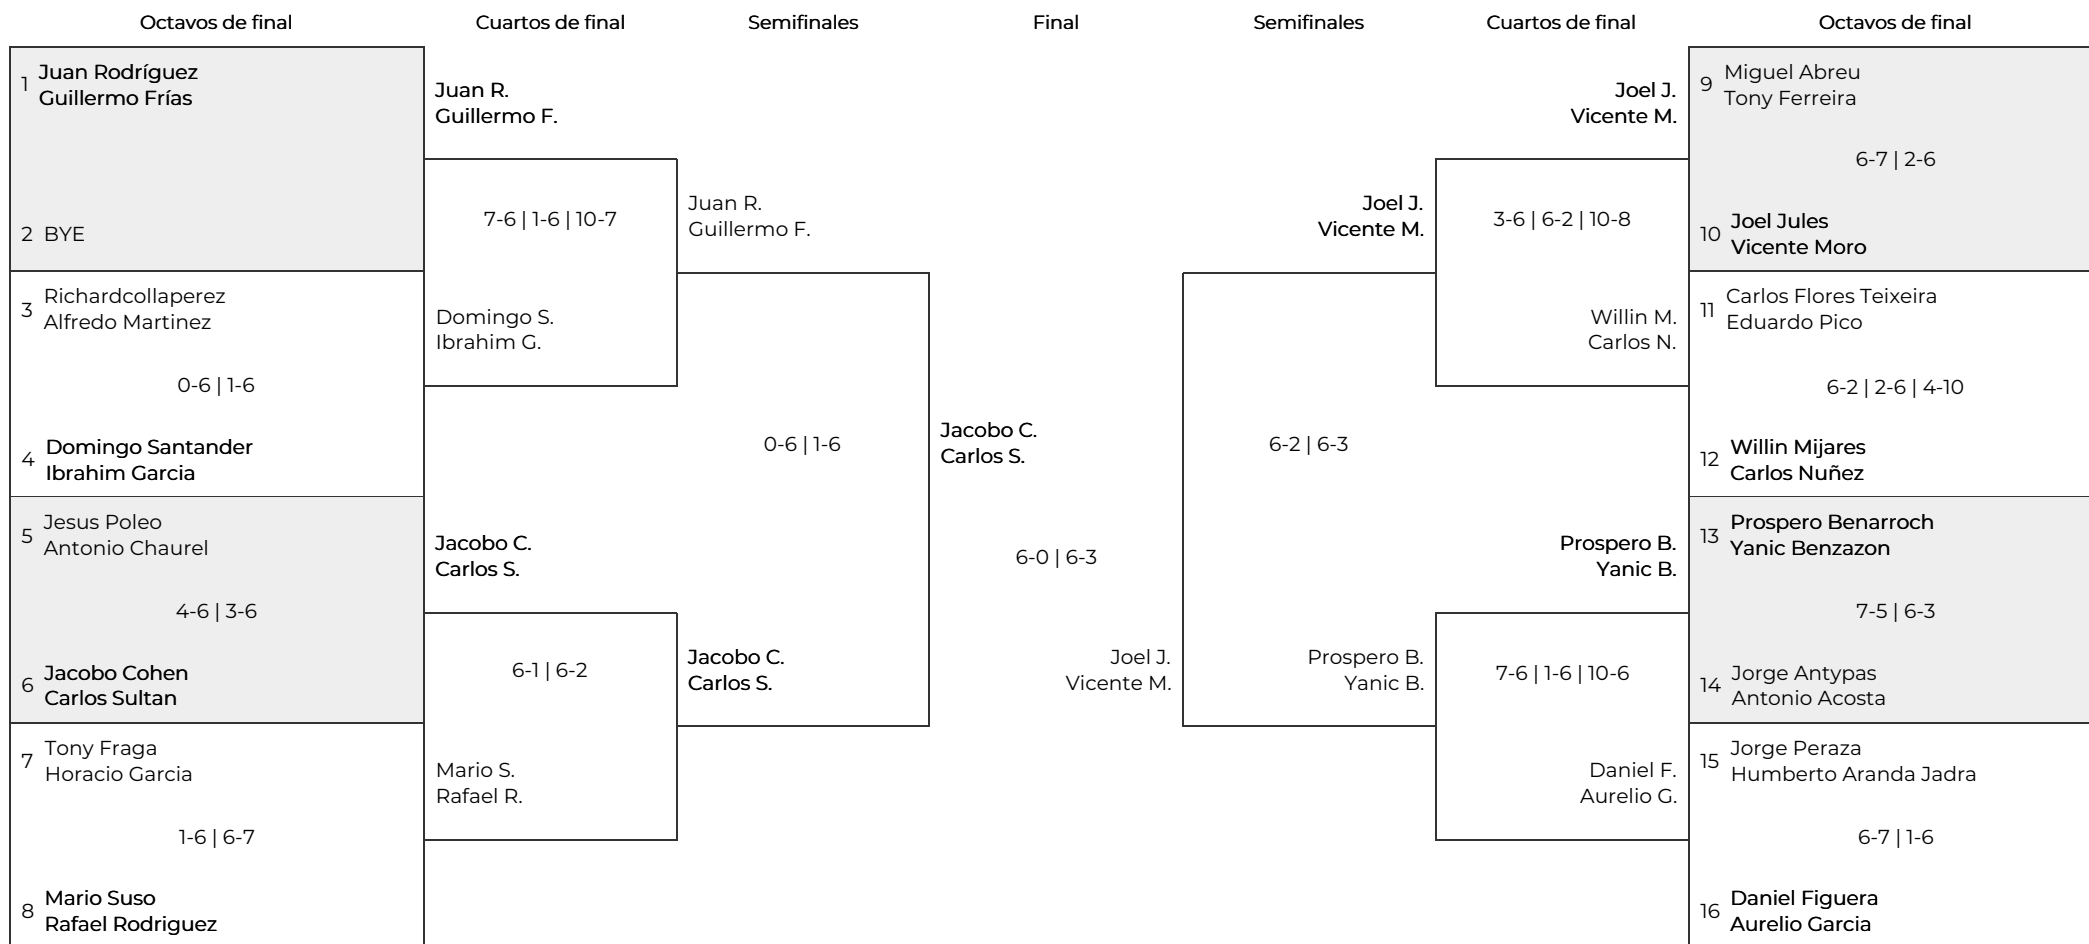 Octavos de final
Cuartos de final
Semifinales
Final
Semifinales
Cuartos de final
Octavos de final
1
Juan Rodríguez
Guillermo Frías
2 BYE
3
Richardcollaperez
Alfredo Martinez
0-6 | 1-6
4
Domingo Santander
Ibrahim Garcia
5
Jesus Poleo
Antonio Chaurel
4-6 | 3-6
6
Jacobo Cohen
Carlos Sultan
7
Tony Fraga
Horacio Garcia
1-6 | 6-7
8
Mario Suso
Rafael Rodriguez
Juan R.
Guillermo F.
7-6 | 1-6 | 10-7
Domingo S.
Ibrahim G.
Jacobo C.
Carlos S.
6-1 | 6-2
Mario S.
Rafael R.
Juan R.
Guillermo F.
0-6 | 1-6
Jacobo C.
Carlos S.
Jacobo C.
Carlos S.
6-0 | 6-3
Joel J.
Vicente M.
Joel J.
Vicente M.
6-2 | 6-3
Prospero B.
Yanic B.
Joel J.
Vicente M.
3-6 | 6-2 | 10-8
Willin M.
Carlos N.
Prospero B.
Yanic B.
7-6 | 1-6 | 10-6
Daniel F.
Aurelio G.
9
Miguel Abreu
Tony Ferreira
6-7 | 2-6
10
Joel Jules
Vicente Moro
11
Carlos Flores Teixeira
Eduardo Pico
6-2 | 2-6 | 4-10
12
Willin Mijares
Carlos Nuñez
13
Prospero Benarroch
Yanic Benzazon
7-5 | 6-3
14
Jorge Antypas
Antonio Acosta
15
Jorge Peraza
Humberto Aranda Jadra
6-7 | 1-6
16
Daniel Figuera
Aurelio Garcia